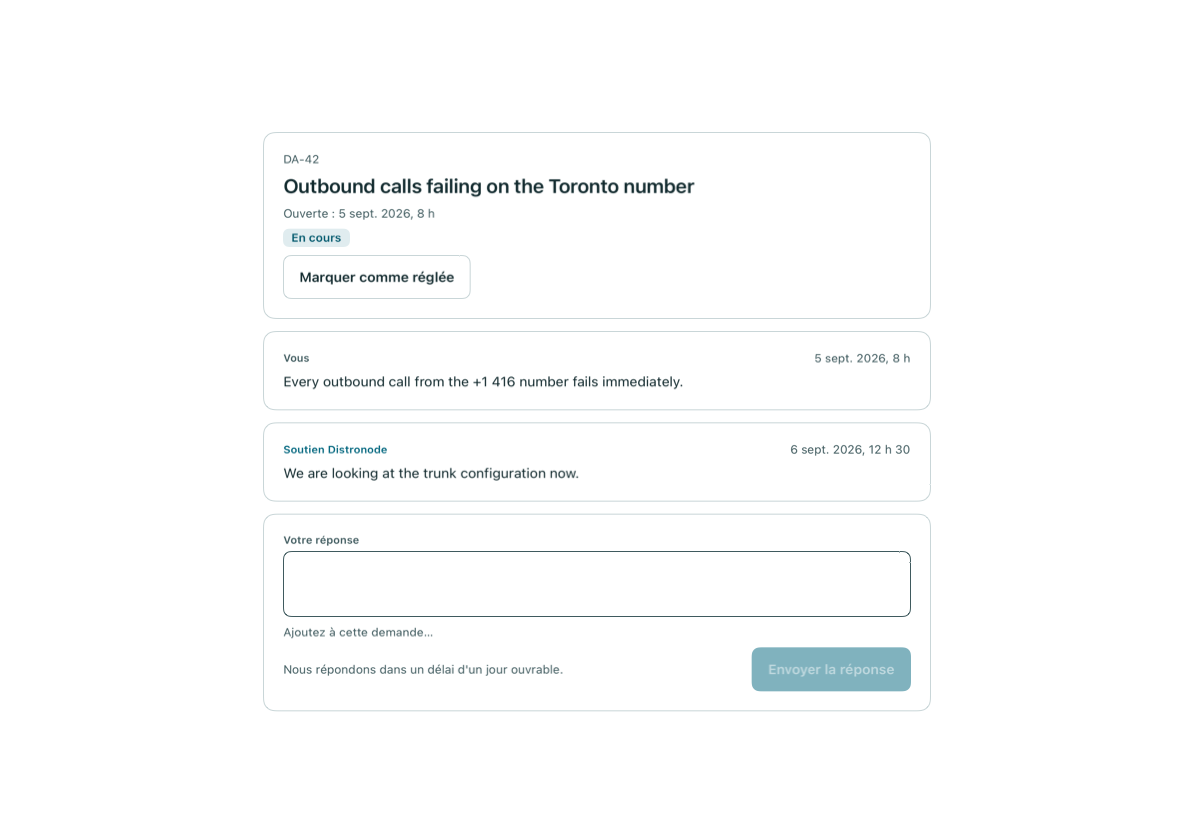 DA-42
Outbound calls failing on the Toronto number
Ouverte : 5 sept. 2026, 8 h
En cours
Marquer comme réglée
Vous
5 sept. 2026, 8 h
Every outbound call from the +1 416 number fails immediately.
Soutien Distronode
6 sept. 2026, 12 h 30
We are looking at the trunk configuration now.
Votre réponse
Ajoutez à cette demande…
Nous répondons dans un délai d'un jour ouvrable.
Envoyer la réponse